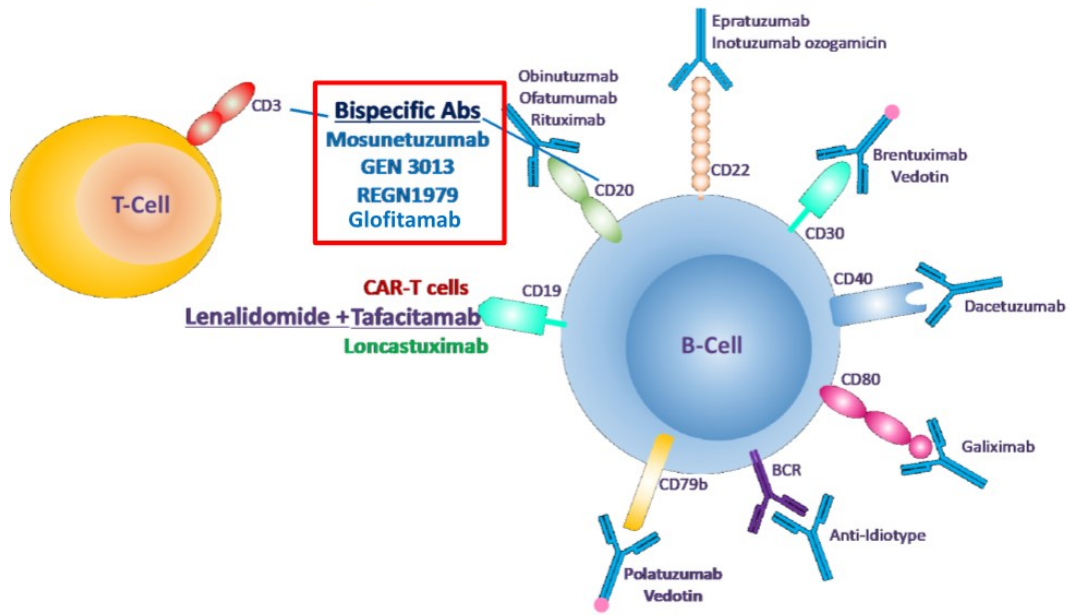 Epratuzumab
Inotuzumab ozogamicin
Obinutuzmab
Ofatumumab
Rituximab
CD3
Bispecific Abs
Mosunetuzumab
GEN 3013
REGN1979
Glofitamab
T-Cell
CD20
CD22
Brentuximab
Vedotin
CD30
CD40
Dacetuzumab
CAR-T cells
Lenalidomide + Tafacitamab
Loncastuximab
CD19
B-Cell
CD80
Galiximab
CD79b
BCR
Anti-Idiotype
Polatuzumab
Vedotin